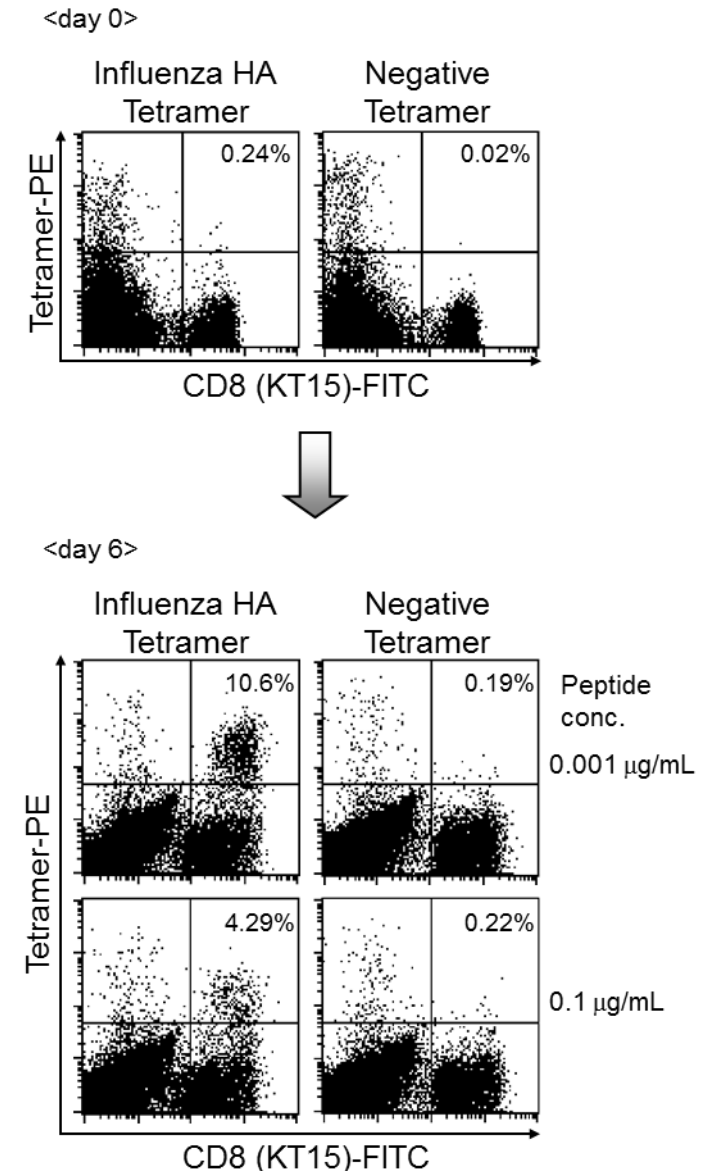 <day 0>
Influenza HA Tetramer
Negative Tetramer
0.24%
0.02%
Tetramer-PE
CD8 (KT15)-FITC
<day 6>
Influenza HA Tetramer
Negative Tetramer
10.6%
0.19%
Peptide conc.
0.001 μg/mL
4.29%
0.22%
0.1 μg/mL
Tetramer-PE
CD8 (KT15)-FITC